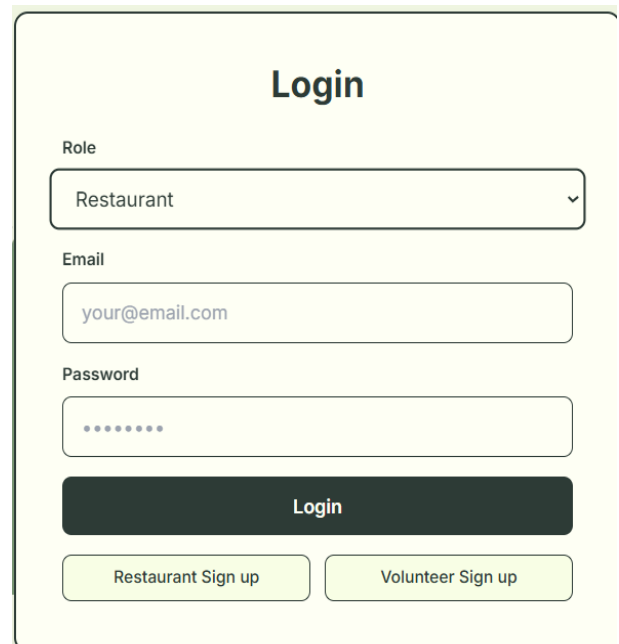 Login
Role
Restaurant
Email
your@email.com
Password
••••••••
Login
Restaurant Sign up
Volunteer Sign up